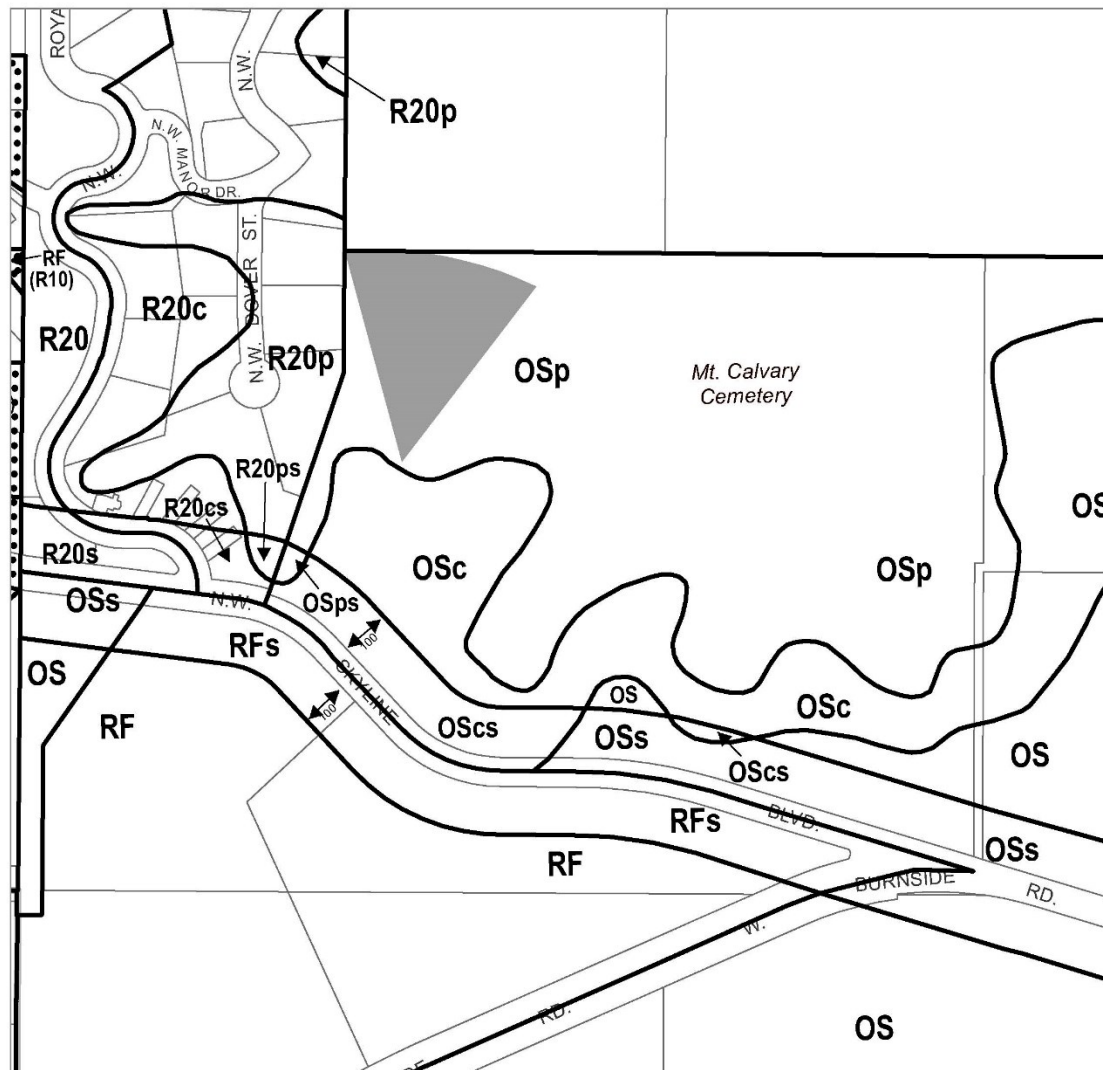 ROYA
N.W.
R20p
N.W. MANOR DR.
N.W.
N.W. DOVER ST.
RF
(R10)
R20c
R20
R20p
OSp
Mt. Calvary
Cemetery
R20ps
R20cs
OS
OSc
OSp
R20s
OSs
N.W.
OSps
RFs
100
SKYLINE
OS
100
RF
OScs
OS
OSs
OSc
OScs
OS
RFs
BLVD.
RF
OSs
BURNSIDE
RD.
W.
RD.
OS